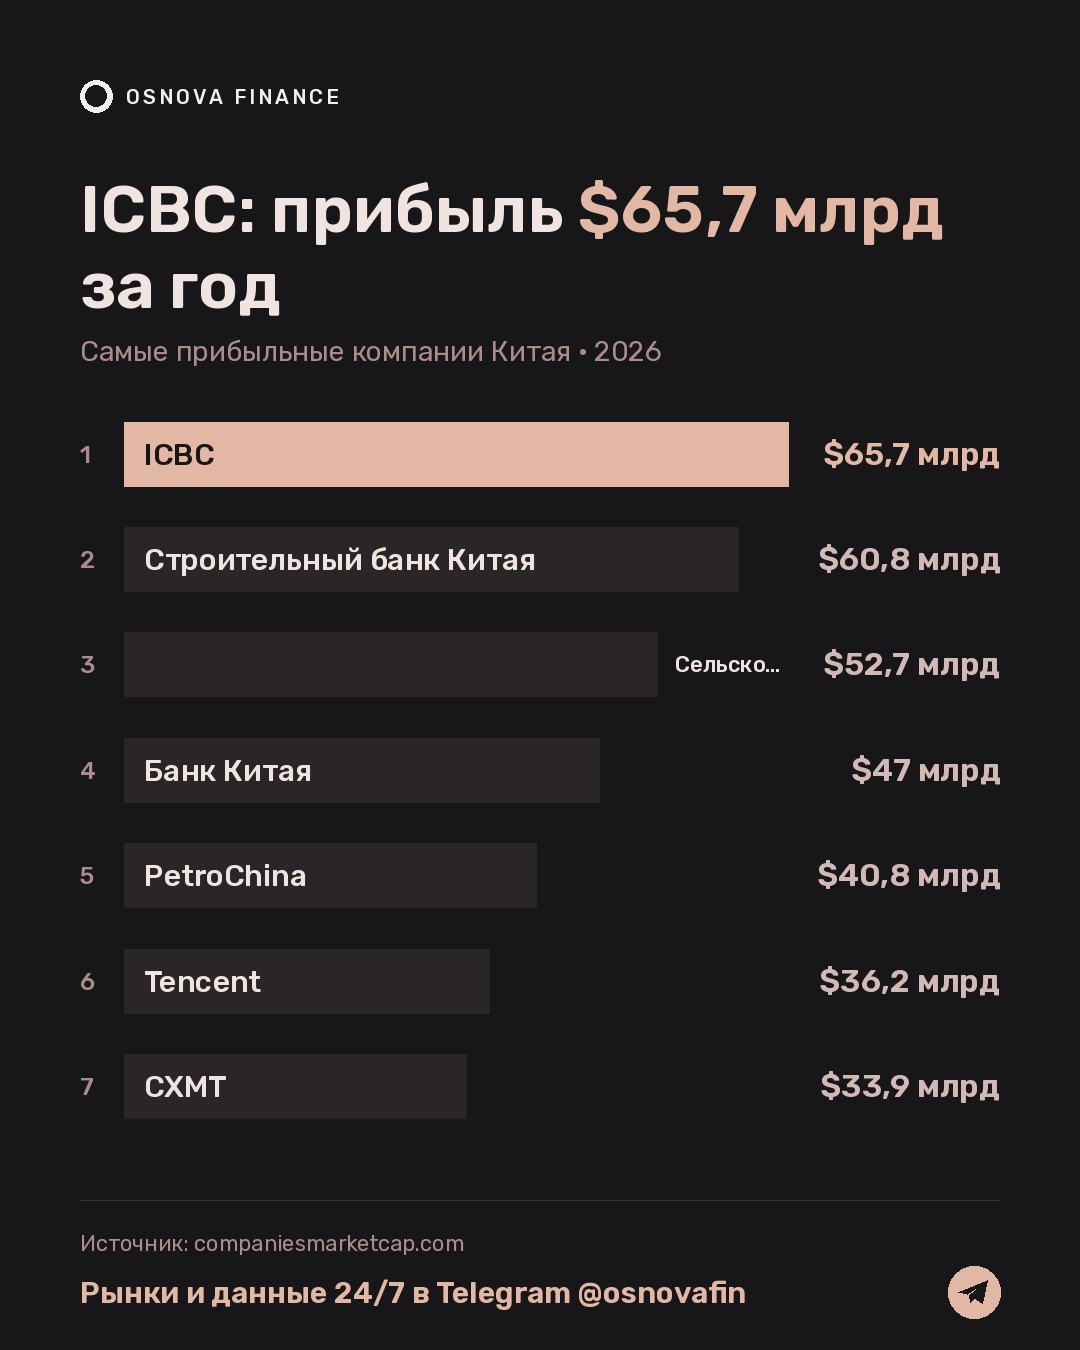 OSNOVA FINANCE
ICBC: прибыль $65,7 млрд
за год
Самые прибыльные компании Китая • 2026
1 ICBC $65,7 млрд
2 Строительный банк Китая $60,8 млрд
3 Сельско... $52,7 млрд
4 Банк Китая $47 млрд
5 PetroChina $40,8 млрд
6 Tencent $36,2 млрд
7 CXMT $33,9 млрд
Источник: companiesmarketcap.com
Рынки и данные 24/7 в Telegram @osnovafin